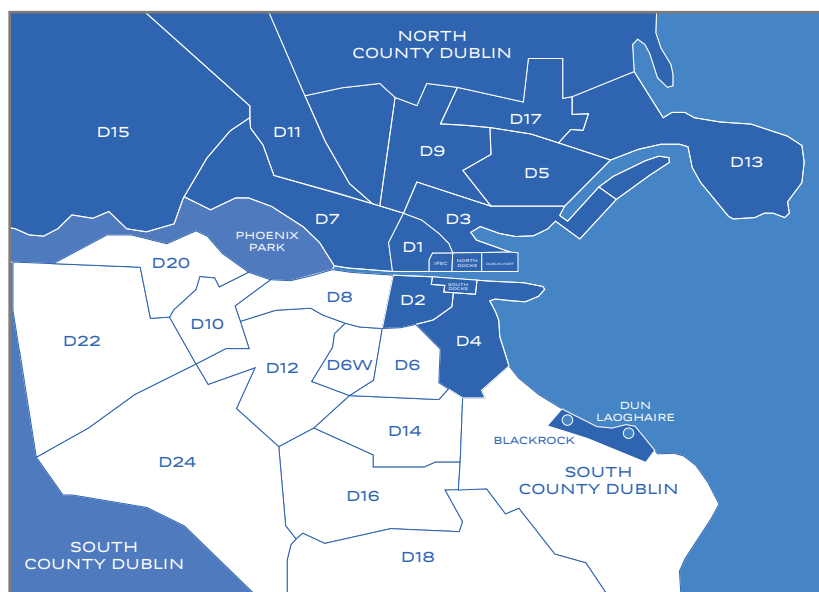 NORTH
COUNTY DUBLIN
D15
D11
D17
D9
D5
D13
D7
D3
PHOENIX
PARK
D1
IFSC
NORTH
DOCKS
DUBLIN PORT
D20
SOUTH
DOCKS
D8
D2
D10
D22
D4
D12
D6W
D6
DUN
LAOGHAIRE
D14
BLACKROCK
D24
SOUTH
COUNTY DUBLIN
D16
SOUTH
COUNTY DUBLIN
D18